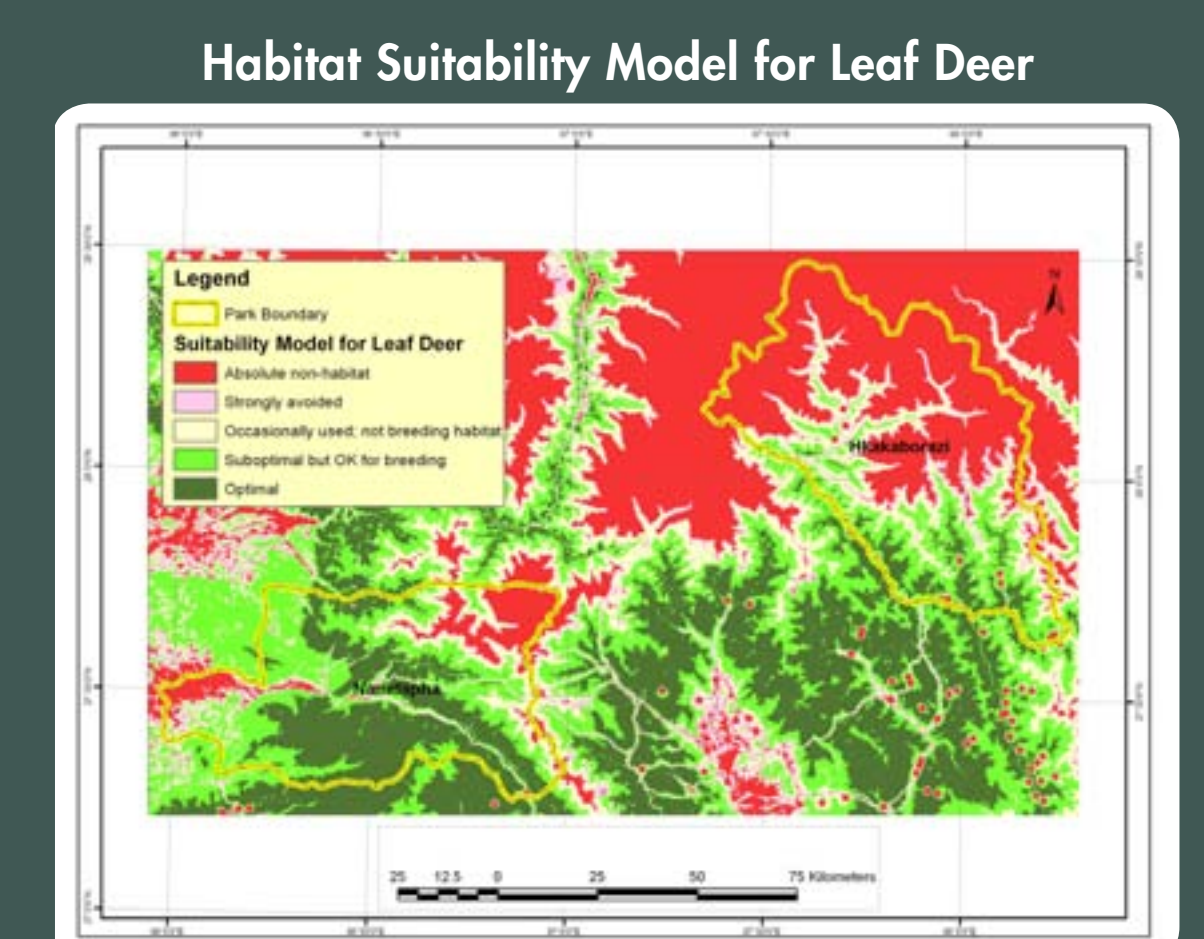 Habitat Suitability Model for Leaf Deer
Legend
Park Boundary
Suitability Model for Leaf Deer
Absolute non-habitat
Strongly avoided
Occasionally used; not breeding habitat
Suboptimal but OK for breeding
Optimal
N
Hkakaborazi
Namdapha
25 12.5 0 25 50 75 Kilometers